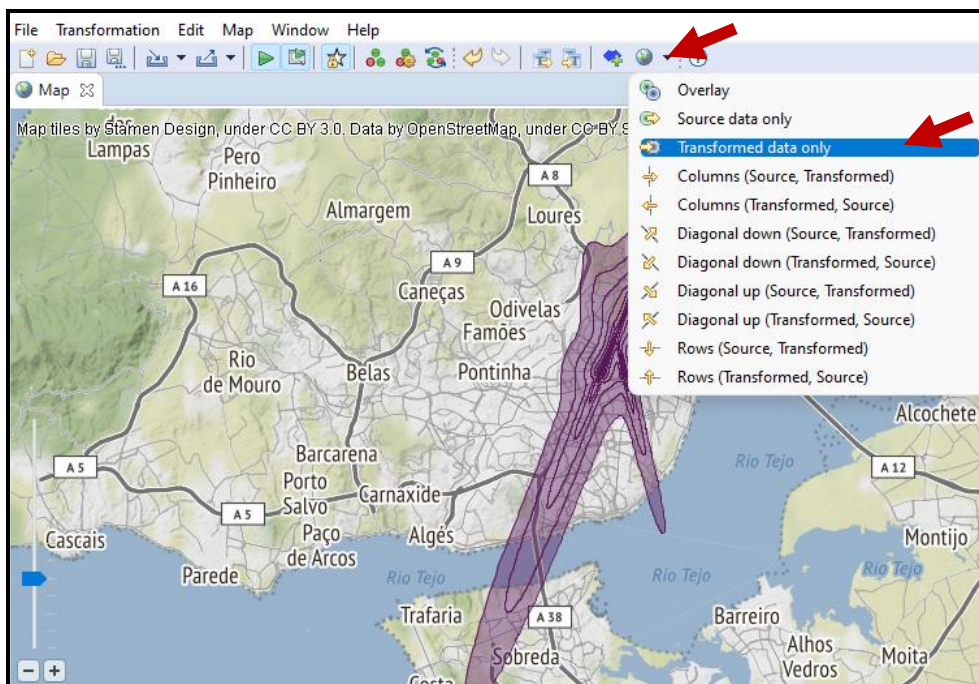 File Transformation Edit Map Window Help
Map
Map tiles by Stamen Design, under CC BY 3.0. Data by OpenStreetMap, under CC BY S
das
Lampas
Pero
Pinheiro
Almargem
A 8
Loures
A 9
A 16
Caneças
Odivelas
Famões
Rio
de Mouro
Belas
Pontinha
Barcarena
A 5
Porto
Salvo
Carnaxide
A 5
Paço
de Arcos
Algés
Cascais
Parede
Rio Tejo
Rio Tejo
Rio Tejo
Rio Tejo
Alcochete
A 12
Montijo
Trafaria
A 38
Barreiro
Sobreda
Alhos
Vedros
Moita
Costa
Overlay
Source data only
Transformed data only
Columns (Source, Transformed)
Columns (Transformed, Source)
Diagonal down (Source, Transformed)
Diagonal down (Transformed, Source)
Diagonal up (Source, Transformed)
Diagonal up (Transformed, Source)
Rows (Source, Transformed)
Rows (Transformed, Source)